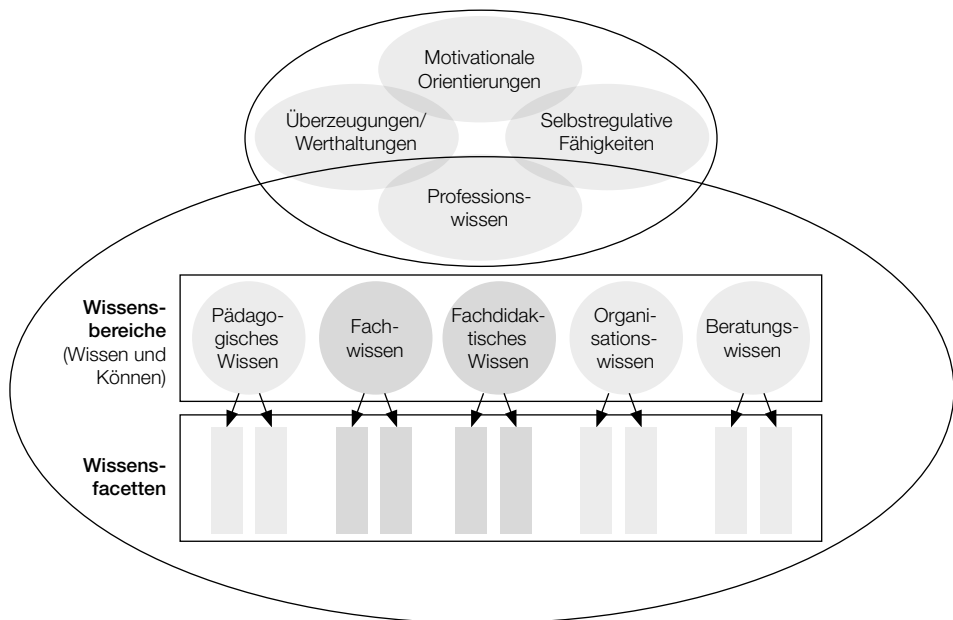 Motivationale
Orientierungen
Überzeugungen/
Werthaltungen
Selbstregulative
Fähigkeiten
Professions-
wissen
Wissens-
bereiche
(Wissen und
Können)
Pädago-
gisches
Wissen
Fach-
wissen
Fachdidak-
tisches
Wissen
Organi-
sations-
wissen
Beratungs-
wissen
Wissens-
facetten